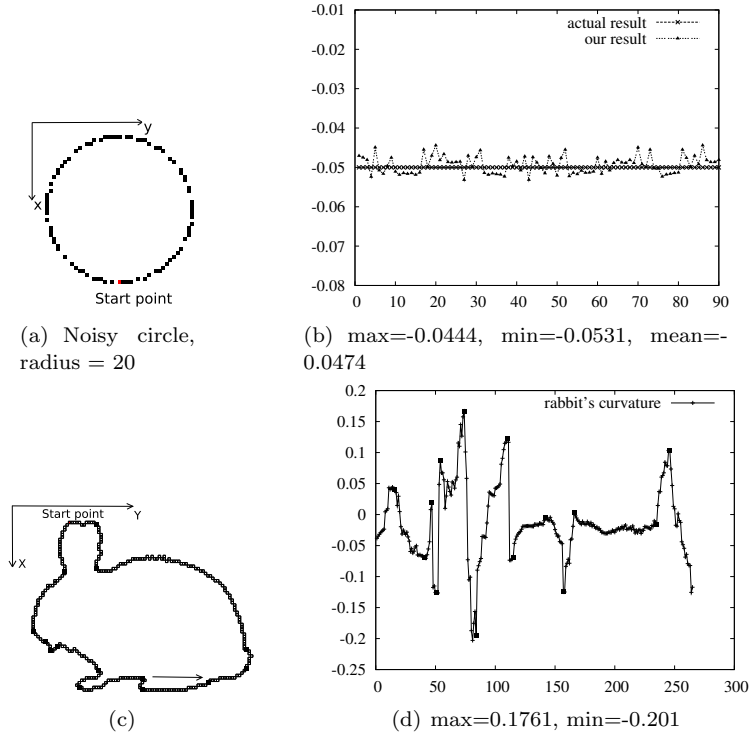 y
x
Start point
(a) Noisy circle,
radius = 20
-0.01
-0.02
-0.03
-0.04
-0.05
-0.06
-0.07
-0.08
actual result
our result
0 10 20 30 40 50 60 70 80 90
(b) max=-0.0444, min=-0.0531, mean=-
0.0474
Start point
Y
X
(c)
0.2
0.15
0.1
0.05
0
-0.05
-0.1
-0.15
-0.2
-0.25
rabbit's curvature
0 50 100 150 200 250 300
(d) max=0.1761, min=-0.201